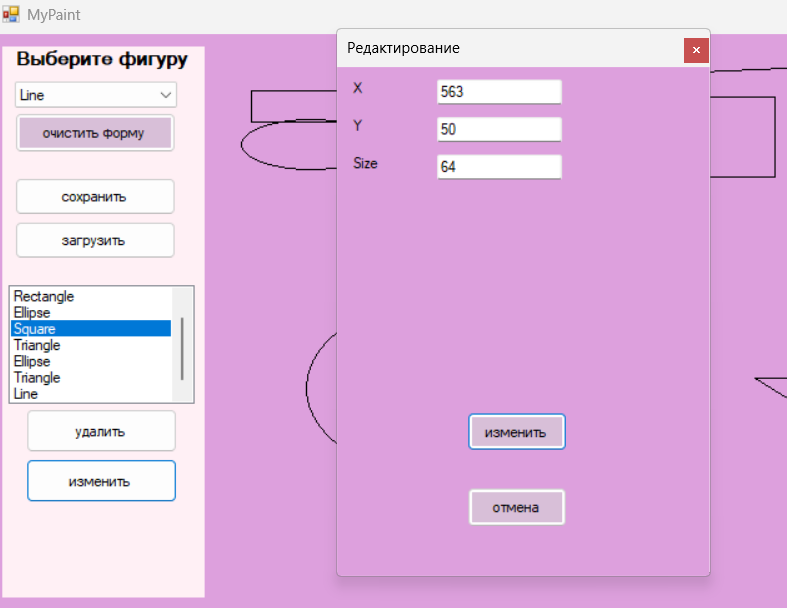 MyPaint
Выберите фигуру
Line
очистить форму
сохранить
загрузить
Rectangle
Ellipse
Square
Triangle
Ellipse
Triangle
Line
удалить
изменить
Редактирование
X 563
Y 50
Size 64
изменить
отмена